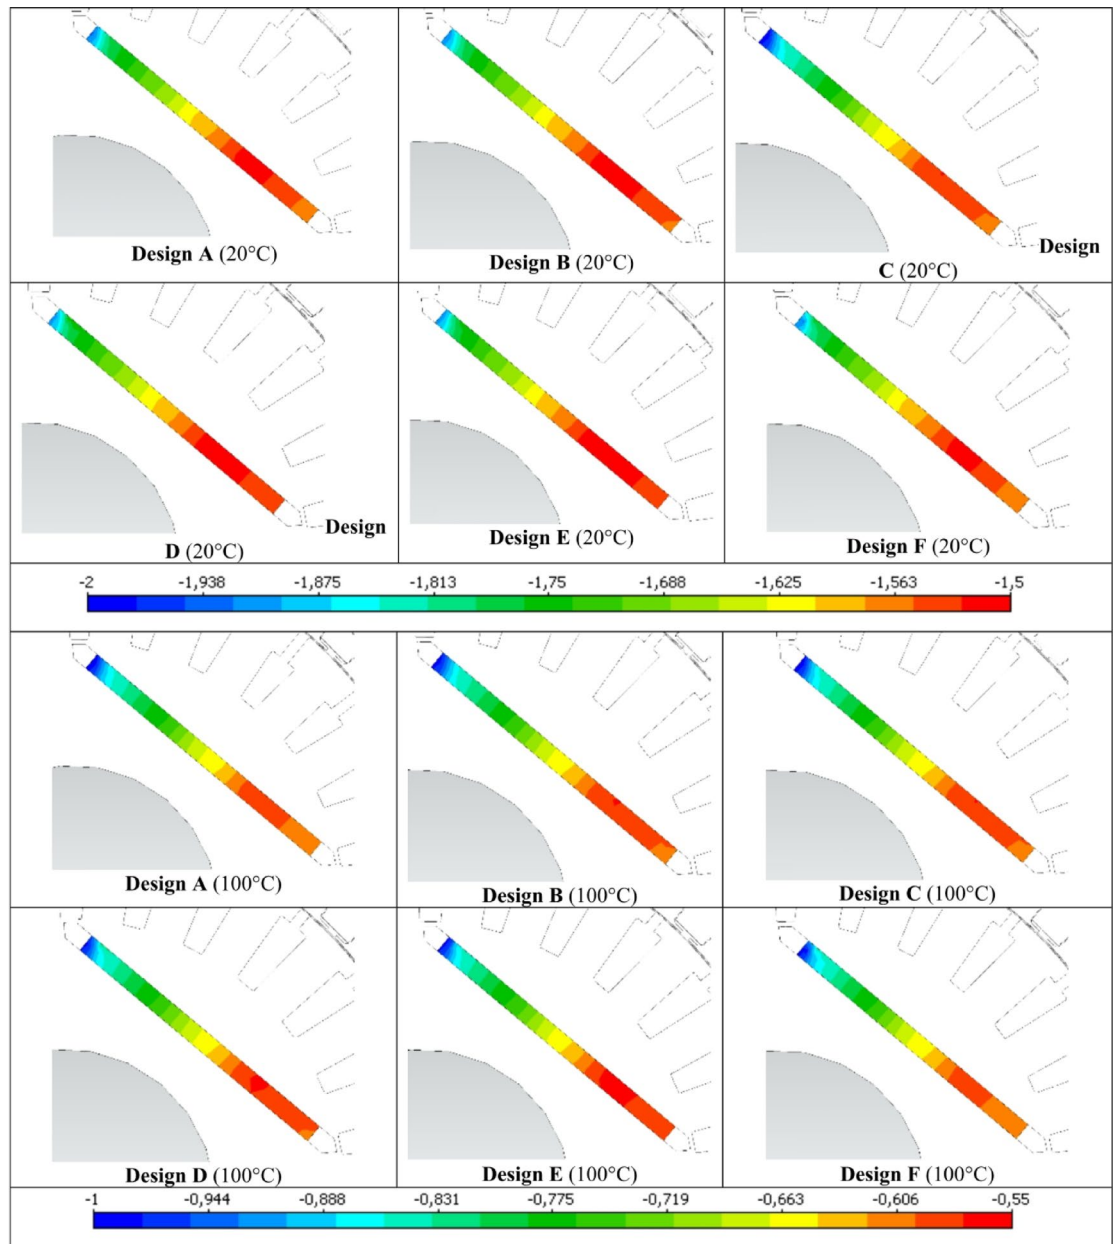 Design A (20°C)
Design B (20°C)
Design
C (20°C)
Design
D (20°C)
Design E (20°C)
Design F (20°C)
-2 -1,938 -1,875 -1,813 -1,75 -1,688 -1,625 -1,563 -1,5
Design A (100°C)
Design B (100°C)
Design C (100°C)
Design D (100°C)
Design E (100°C)
Design F (100°C)
-1 -0,944 -0,888 -0,831 -0,775 -0,719 -0,663 -0,606 -0,55